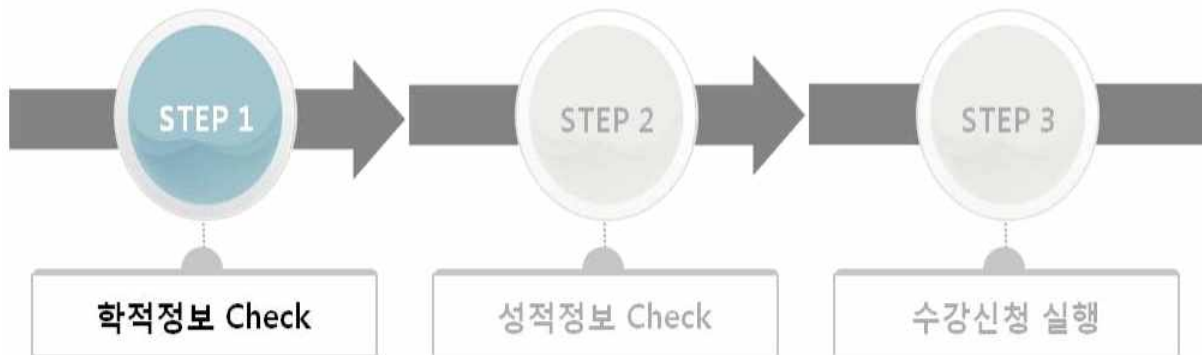 STEP 1
STEP 2
STEP 3
학적정보 Check
성적정보 Check
수강신청 실행